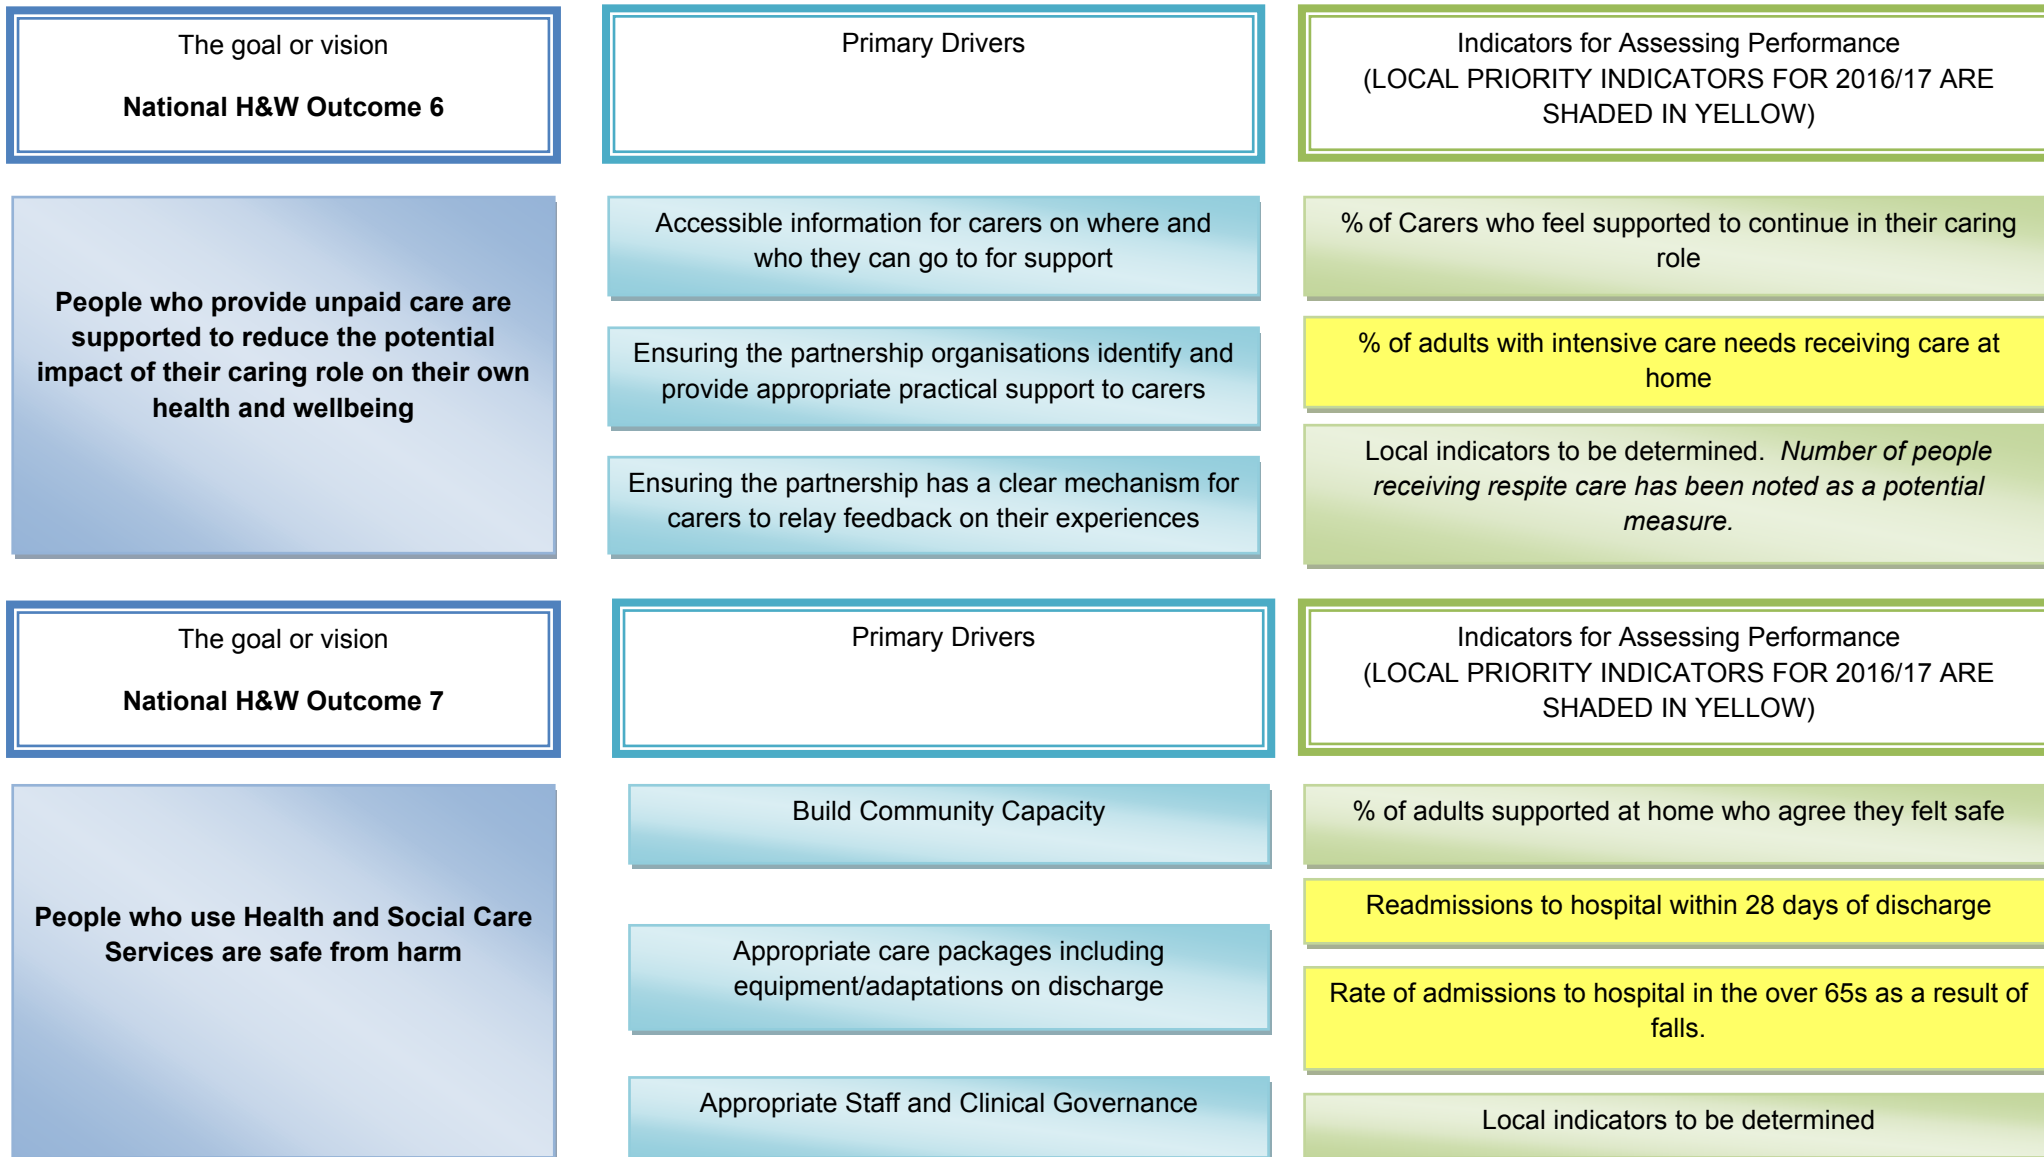 The goal or vision
National H&W Outcome 6
Primary Drivers
Indicators for Assessing Performance
(LOCAL PRIORITY INDICATORS FOR 2016/17 ARE
SHADED IN YELLOW)
People who provide unpaid care are
supported to reduce the potential
impact of their caring role on their own
health and wellbeing
Accessible information for carers on where and
who they can go to for support
Ensuring the partnership organisations identify and
provide appropriate practical support to carers
Ensuring the partnership has a clear mechanism for
carers to relay feedback on their experiences
% of Carers who feel supported to continue in their caring
role
% of adults with intensive care needs receiving care at
home
Local indicators to be determined.  Number of people
receiving respite care has been noted as a potential
measure.
The goal or vision
National H&W Outcome 7
Primary Drivers
Indicators for Assessing Performance
(LOCAL PRIORITY INDICATORS FOR 2016/17 ARE
SHADED IN YELLOW)
People who use Health and Social Care
Services are safe from harm
Build Community Capacity
Appropriate care packages including
equipment/adaptations on discharge
Appropriate Staff and Clinical Governance
% of adults supported at home who agree they felt safe
Readmissions to hospital within 28 days of discharge
Rate of admissions to hospital in the over 65s as a result of
falls.
Local indicators to be determined